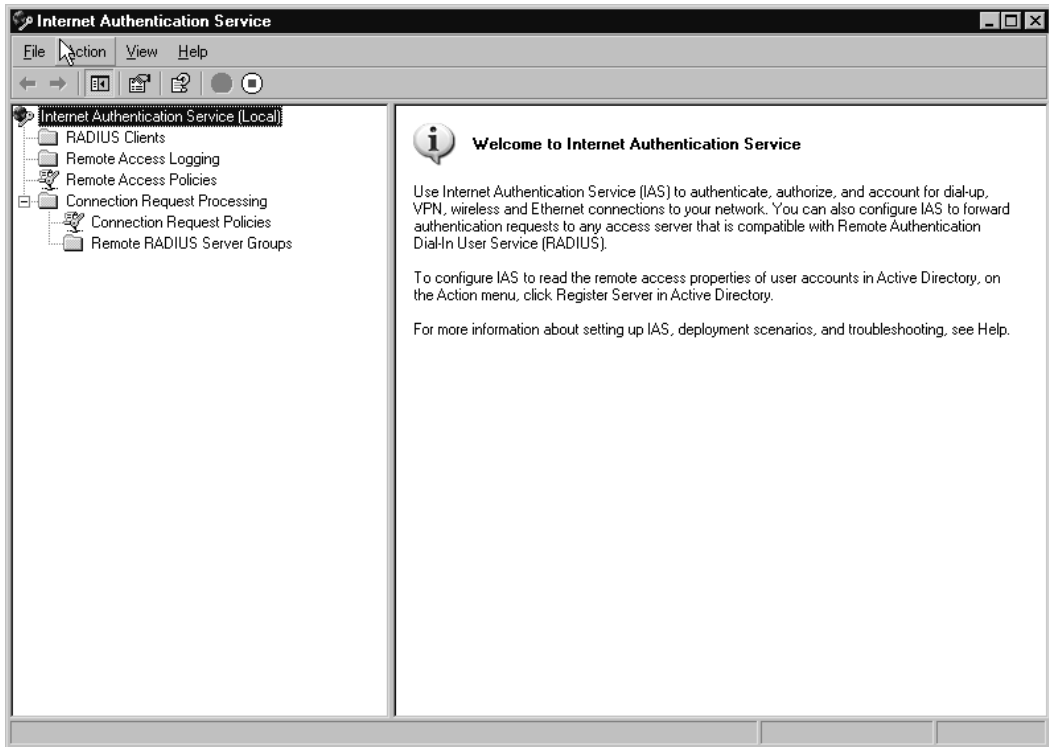 Internet Authentication Service
File Action View Help
Internet Authentication Service (Local)
RADIUS Clients
Remote Access Logging
Remote Access Policies
Connection Request Processing
Connection Request Policies
Remote RADIUS Server Groups
Welcome to Internet Authentication Service
Use Internet Authentication Service (IAS) to authenticate, authorize, and account for dial-up,
VPN, wireless and Ethernet connections to your network. You can also configure IAS to forward
authentication requests to any access server that is compatible with Remote Authentication
Dial-In User Service (RADIUS).
To configure IAS to read the remote access properties of user accounts in Active Directory, on
the Action menu, click Register Server in Active Directory.
For more information about setting up IAS, deployment scenarios, and troubleshooting, see Help.